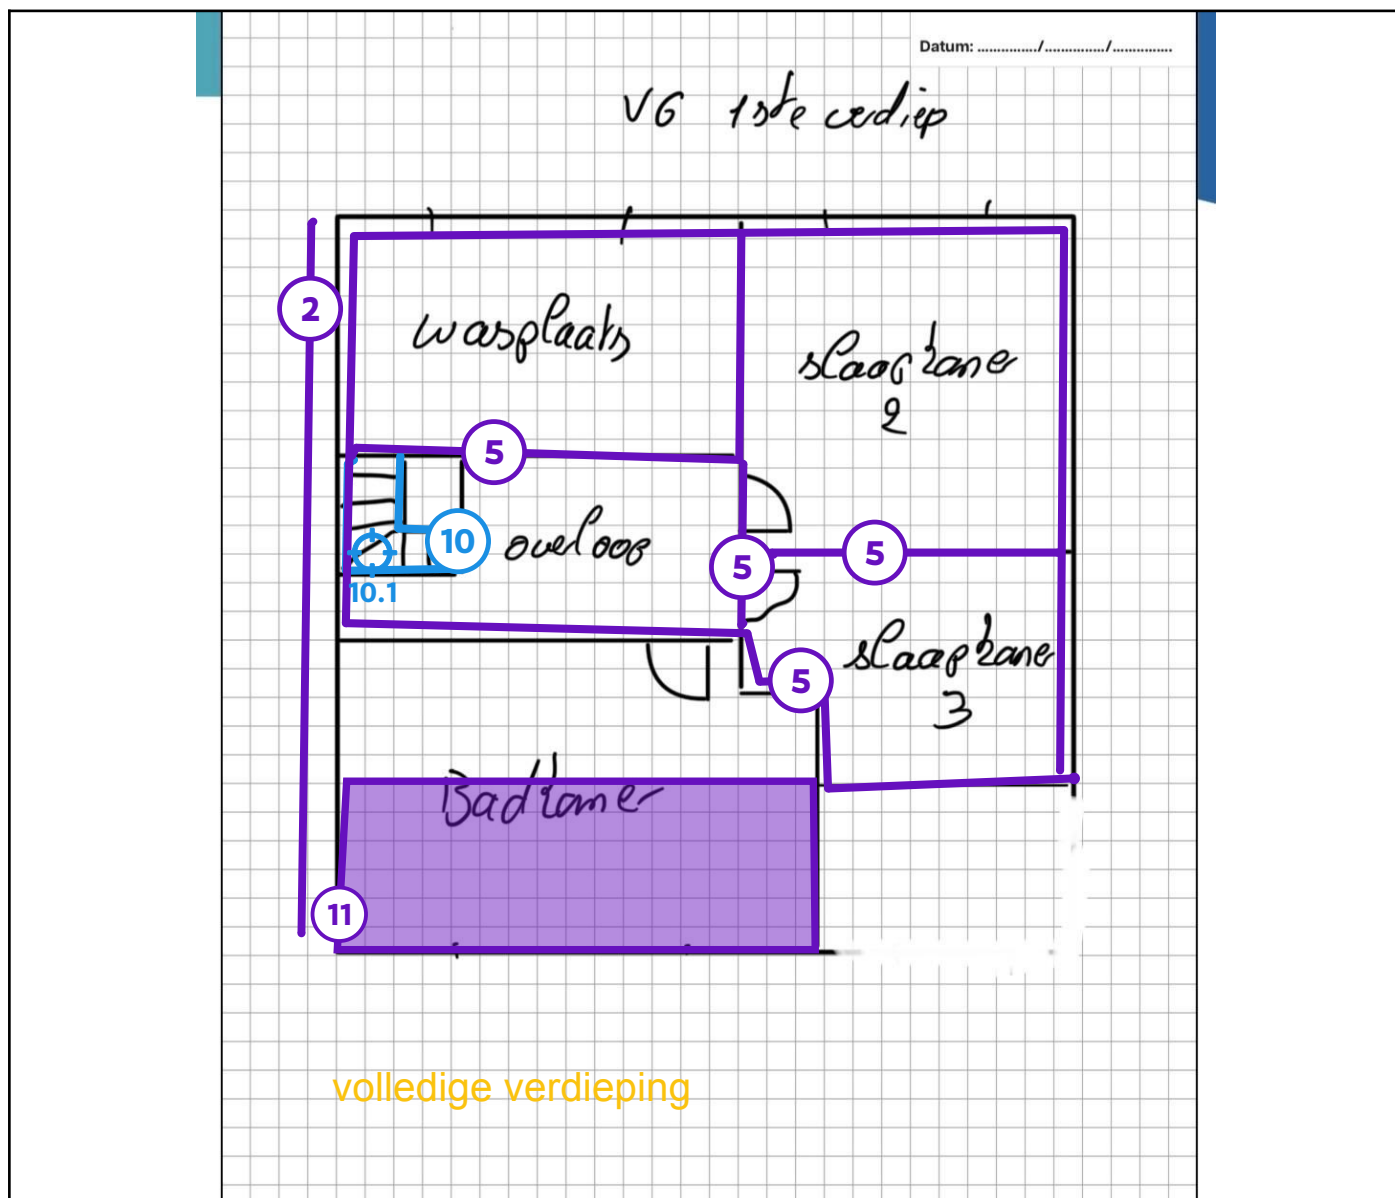 Datum: ............../.............../..............
VG 1ste verdiep
2
wasplaats
slaapkamer
2
5
10
overloop
5
5
10.1
slaapkamer
3
5
Badkamer
11
volledige verdieping